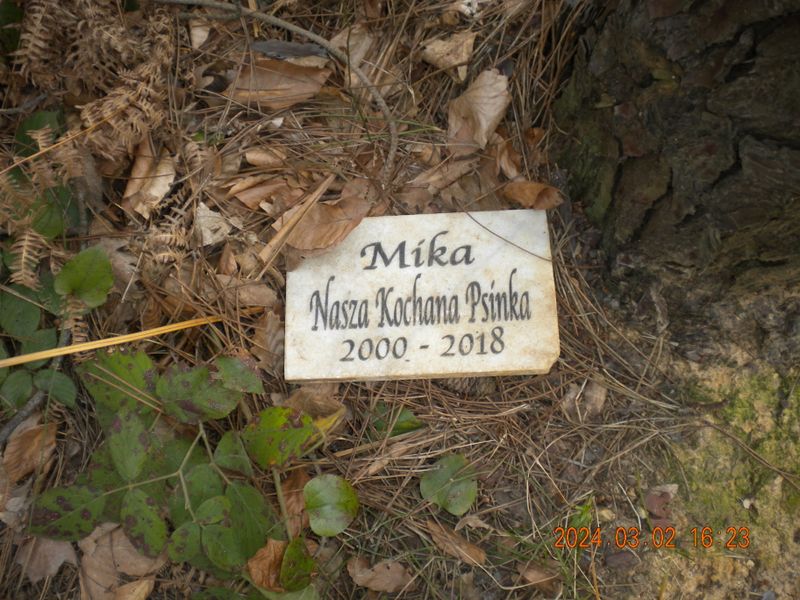 Mika
Nasza Kochana Psinka
2000 - 2018
2024.03.02 16:23